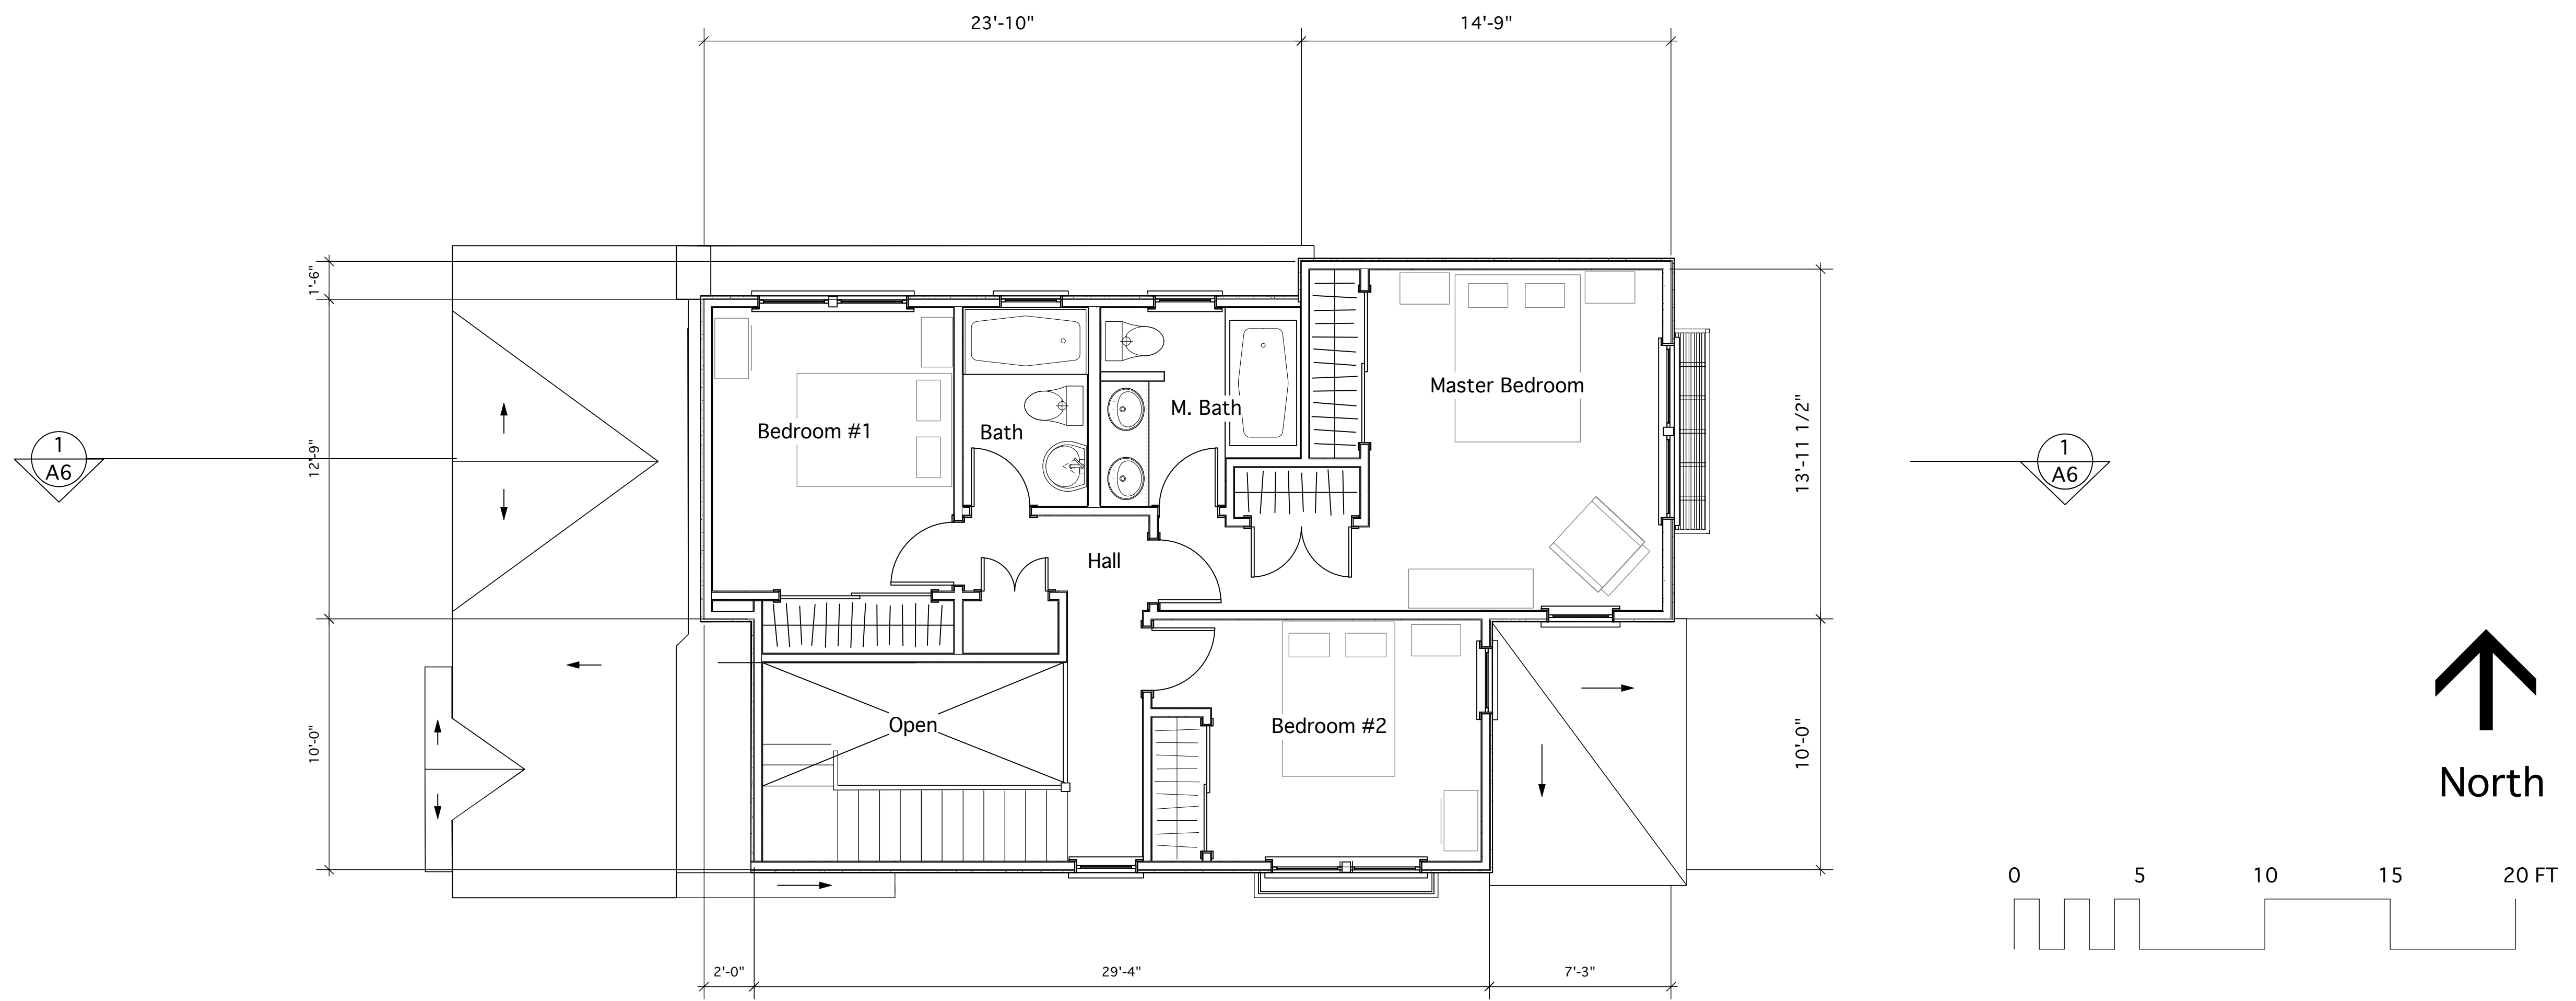 23'-10"
14'-9"
1'-6"
12'-9"
10'-0"
1
A6
Bedroom #1
Bath
M. Bath
Master Bedroom
Hall
Open
Bedroom #2
13'-11 1/2"
10'-0"
1
A6
North
0 5 10 15 20 FT
2'-0"
29'-4"
7'-3"